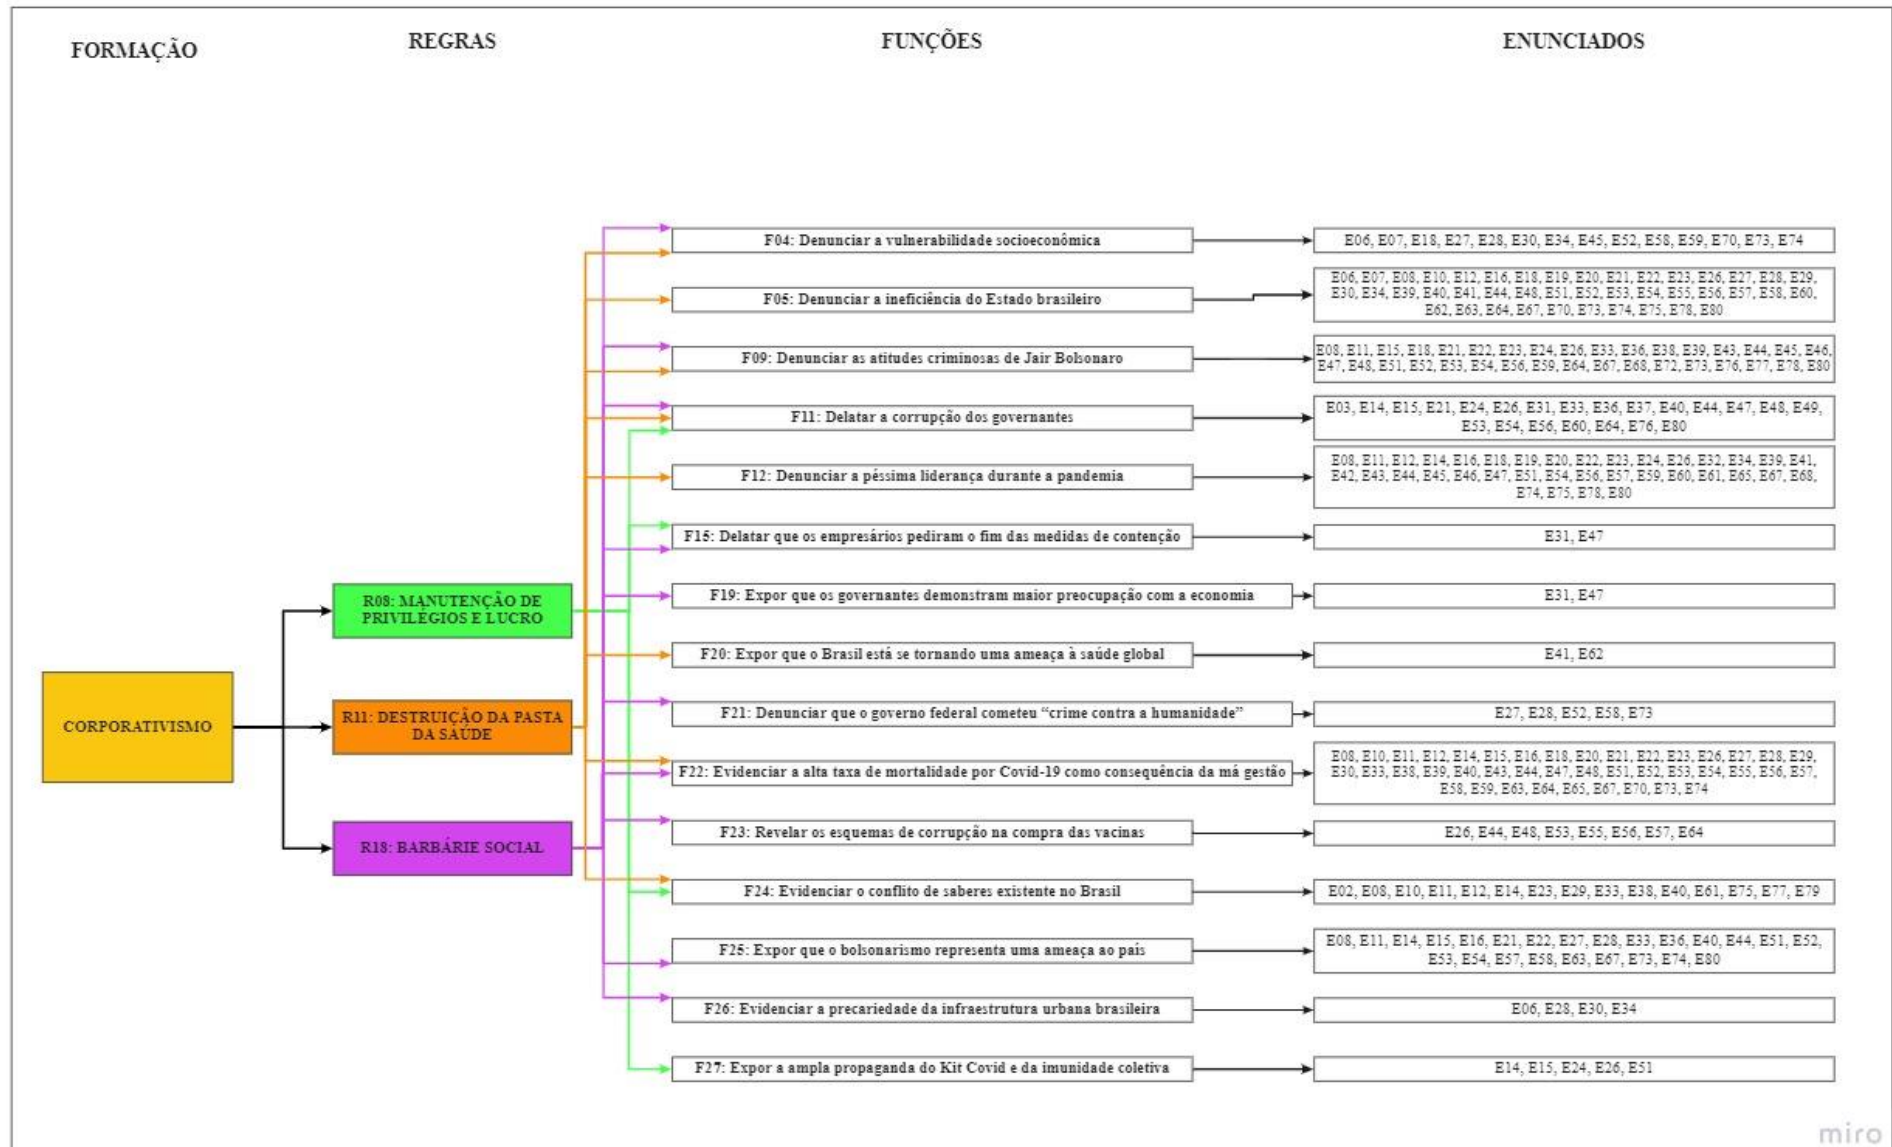 FORMAÇÃO
REGRAS
FUNÇÕES
ENUNCIADOS
CORPORATIVISMO
R08: MANUTENÇÃO DE
PRIVILÉGIOS E LUCRO
R11: DESTRUIÇÃO DA PASTA
DA SAÚDE
R18: BARBÁRIE SOCIAL
F04: Denunciar a vulnerabilidade socioeconômica
E06, E07, E18, E27, E28, E30, E34, E45, E52, E58, E59, E70, E73, E74
F05: Denunciar a ineficiência do Estado brasileiro
E06, E07, E08, E10, E12, E16, E18, E19, E20, E21, E22, E23, E26, E27, E28, E29,
E30, E34, E39, E40, E41, E44, E48, E51, E52, E53, E54, E55, E56, E57, E58, E60,
E62, E63, E64, E67, E70, E73, E74, E75, E78, E80
F09: Denunciar as atitudes criminosas de Jair Bolsonaro
E08, E11, E15, E18, E21, E22, E23, E24, E26, E33, E36, E38, E39, E43, E44, E45, E46,
E47, E48, E51, E52, E53, E54, E56, E59, E64, E67, E68, E72, E73, E76, E77, E78, E80
F11: Delatar a corrupção dos governantes
E03, E14, E15, E21, E24, E26, E31, E33, E36, E37, E40, E44, E47, E48, E49,
E53, E54, E56, E60, E64, E76, E80
F12: Denunciar a péssima liderança durante a pandemia
E08, E11, E12, E14, E16, E18, E19, E20, E22, E23, E24, E26, E32, E34, E39, E41,
E42, E43, E44, E45, E46, E47, E51, E54, E56, E57, E59, E60, E61, E65, E67, E68,
E74, E75, E78, E80
F15: Delatar que os empresários pediram o fim das medidas de contenção
E31, E47
F19: Expor que os governantes demonstram maior preocupação com a economia
E31, E47
F20: Expor que o Brasil está se tornando uma ameaça à saúde global
E41, E62
F21: Denunciar que o governo federal cometeu “crime contra a humanidade”
E27, E28, E52, E58, E73
F22: Evidenciar a alta taxa de mortalidade por Covid-19 como consequência da má gestão
E08, E10, E11, E12, E14, E15, E16, E18, E20, E21, E22, E23, E26, E27, E28, E29,
E30, E33, E38, E39, E40, E43, E44, E47, E48, E51, E52, E53, E54, E55, E56, E57,
E58, E59, E63, E64, E65, E67, E70, E73, E74
F23: Revelar os esquemas de corrupção na compra das vacinas
E26, E44, E48, E53, E55, E56, E57, E64
F24: Evidenciar o conflito de saberes existente no Brasil
E02, E08, E10, E11, E12, E14, E23, E29, E33, E38, E40, E61, E75, E77, E79
F25: Expor que o bolsonarismo representa uma ameaça ao país
E08, E11, E14, E15, E16, E21, E22, E27, E28, E33, E36, E40, E44, E51, E52,
E53, E54, E57, E58, E63, E67, E73, E74, E80
F26: Evidenciar a precariedade da infraestrutura urbana brasileira
E06, E28, E30, E34
F27: Expor a ampla propaganda do Kit Covid e da imunidade coletiva
E14, E15, E24, E26, E51
miro